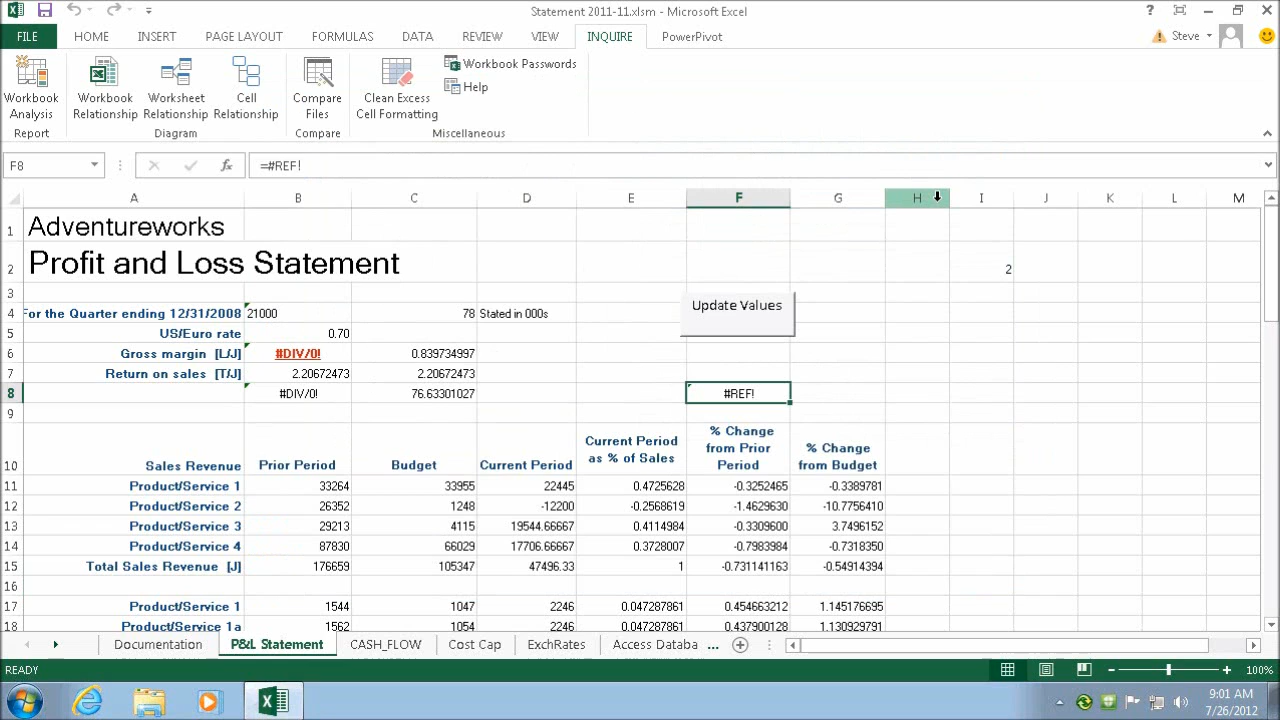 Statement 2011-11.xlsm - Microsoft Excel
FILE HOME INSERT PAGE LAYOUT FORMULAS DATA REVIEW VIEW INQUIRE PowerPivot Steve
Workbook Analysis
Workbook Relationship
Worksheet Relationship
Cell Relationship
Compare Files
Clean Excess Cell Formatting
Workbook Passwords
Help
Report Diagram Compare Miscellaneous
F8 fx =#REF!
A B C D E F G H I J K L M
1 Adventureworks
2 Profit and Loss Statement 2
3
4 For the Quarter ending 12/31/2008 21000 78 Stated in 000s Update Values
5 US/Euro rate 0.70
6 Gross margin [L/J] #DIV/0! 0.839734997
7 Return on sales [T/J] 2.20672473 2.20672473
8 #DIV/0! 76.63301027 #REF!
9
10 Sales Revenue Prior Period Budget Current Period Current Period as % of Sales % Change from Prior Period % Change from Budget
11 Product/Service 1 33264 33955 22445 0.4725628 -0.3252465 -0.3389781
12 Product/Service 2 26352 1248 -12200 -0.2568619 -1.4629630 -10.7756410
13 Product/Service 3 29213 4115 19544.66667 0.4114984 -0.3309600 3.7496152
14 Product/Service 4 87830 66029 17706.66667 0.3728007 -0.7983984 -0.7318350
15 Total Sales Revenue [J] 176659 105347 47496.33 1 -0.731141163 -0.54914394
16
17 Product/Service 1 1544 1047 2246 0.047287861 0.454663212 1.145176695
18 Product/Service 1a 1562 1054 2246 0.047287861 0.437900128 1.130929791
Documentation P&L Statement CASH_FLOW Cost Cap ExchRates Access Databa ...
READY 100%
9:01 AM
7/26/2012